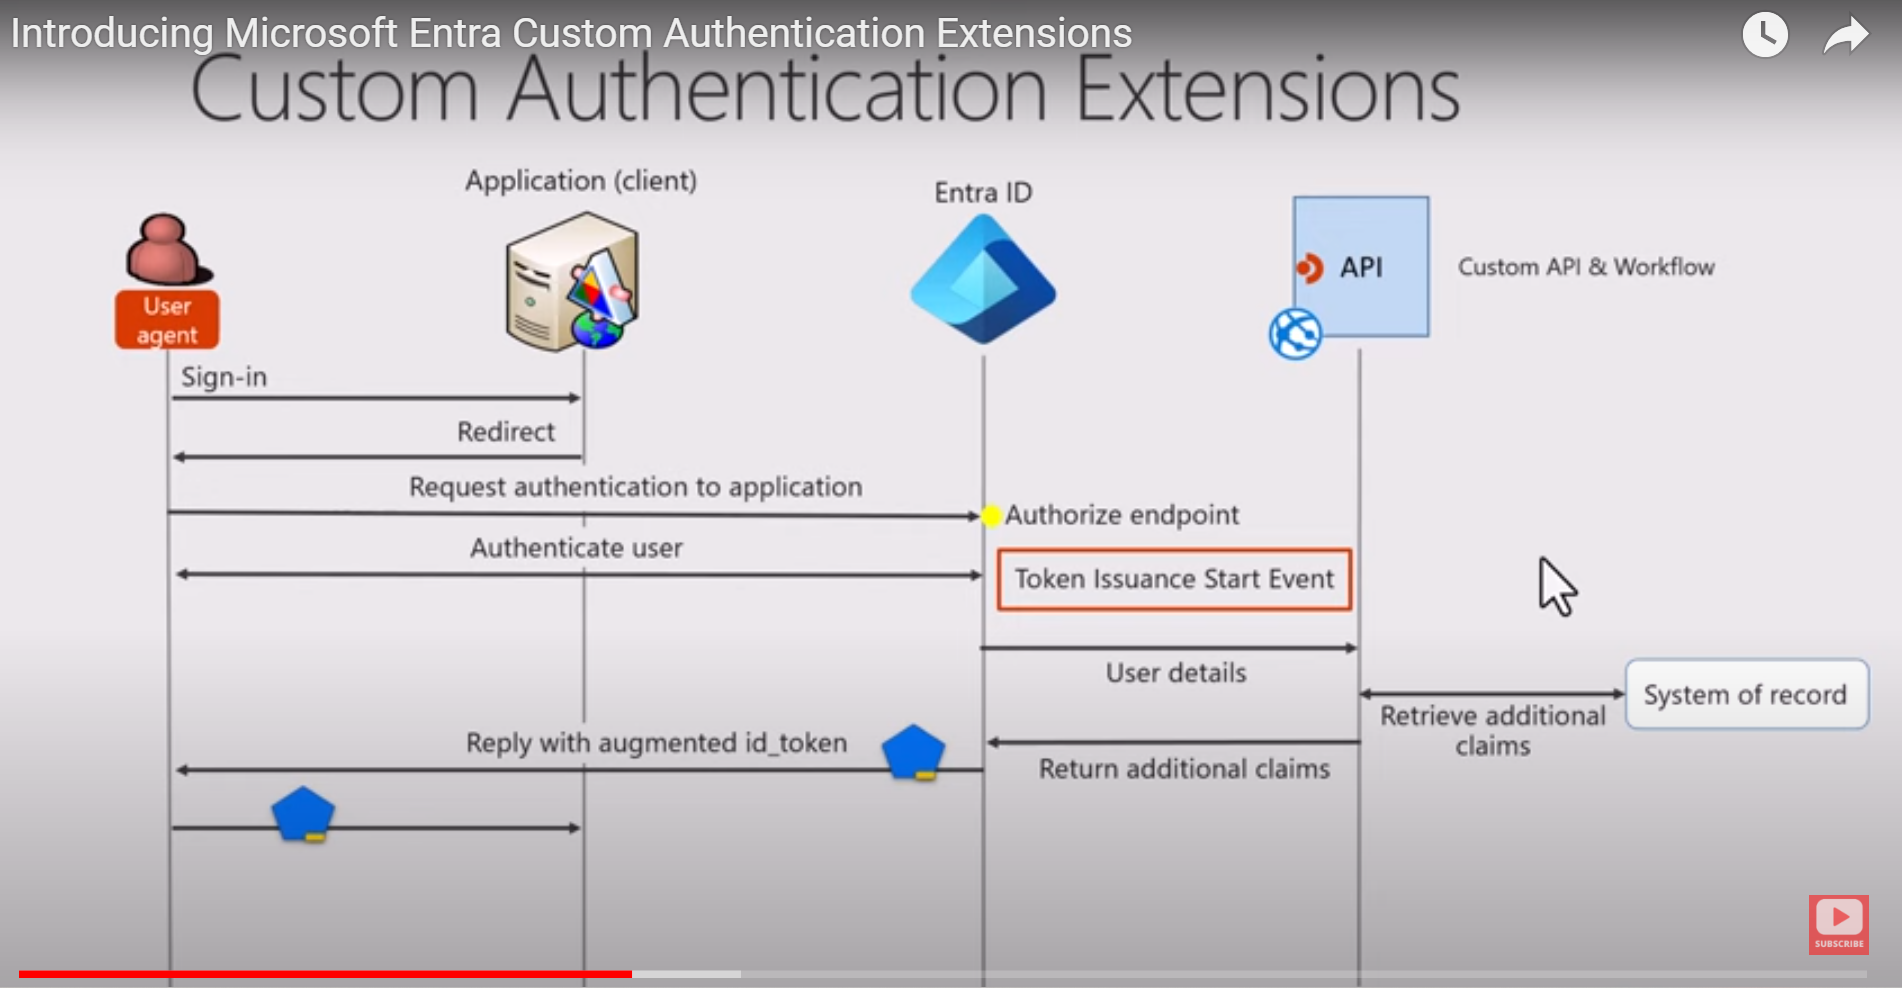 Introducing Microsoft Entra Custom Authentication Extensions
Custom Authentication Extensions
Application (client)
Entra ID
API
Custom API & Workflow
User
agent
Sign-in
Redirect
Request authentication to application
Authorize endpoint
Authenticate user
Token Issuance Start Event
User details
System of record
Retrieve additional
claims
Reply with augmented id_token
Return additional claims
SUBSCRIBE